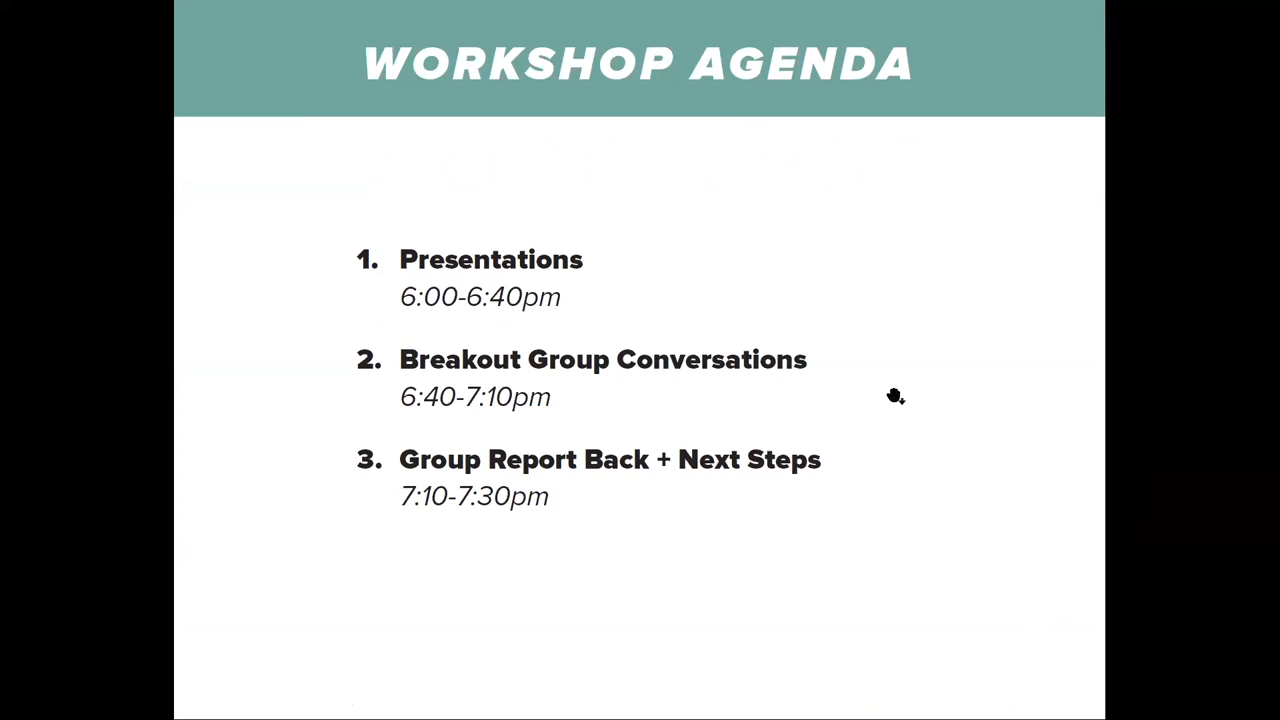 WORKSHOP AGENDA
1. Presentations
6:00-6:40pm
2. Breakout Group Conversations
6:40-7:10pm
3. Group Report Back + Next Steps
7:10-7:30pm